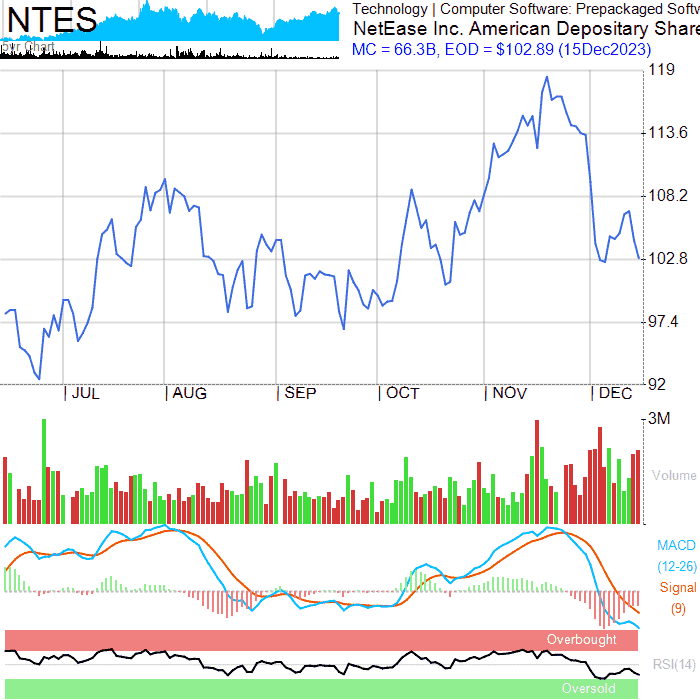 NTES
5yr Chart
Technology | Computer Software: Prepackaged Softw
NetEase Inc. American Depositary Share
MC = 66.3B, EOD = $102.89 (15Dec2023)
119
113.6
108.2
102.8
97.4
92
JUL AUG SEP OCT NOV DEC
3M
Volume
MACD
(12-26)
Signal
(9)
Overbought
RSI(14)
Oversold